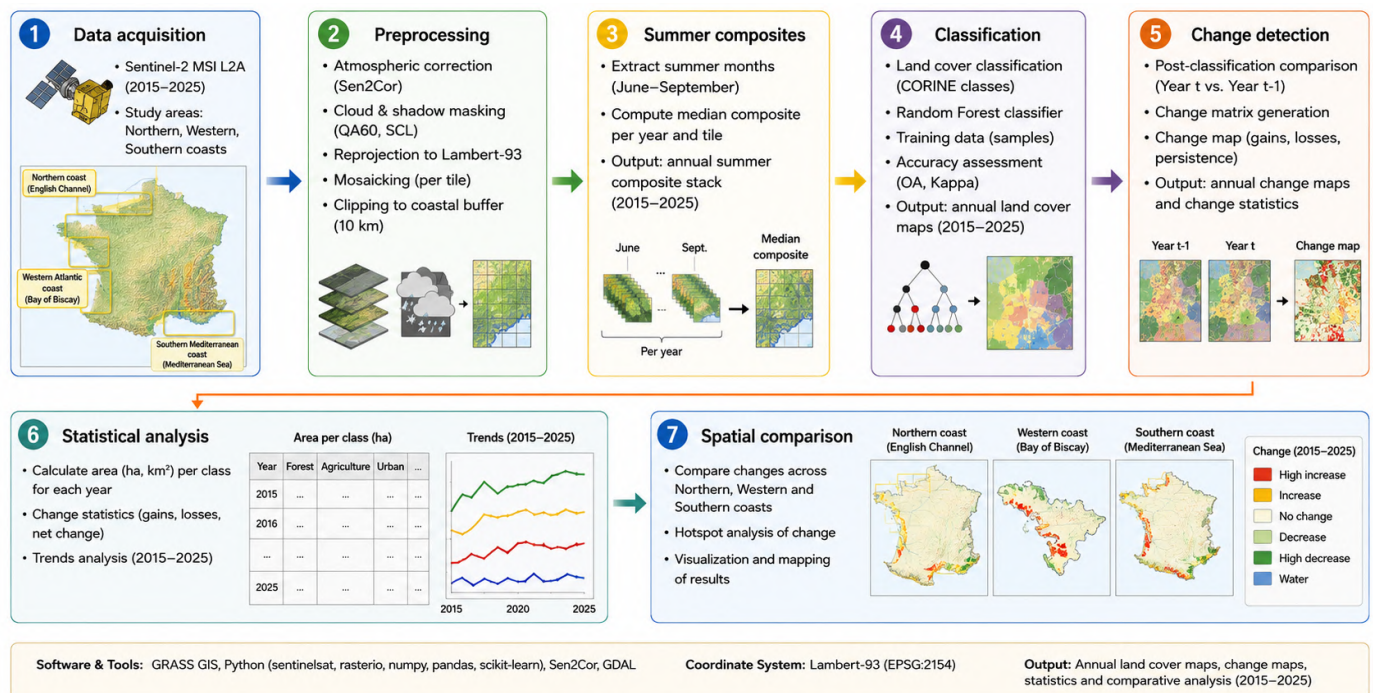 1 Data acquisition
• Sentinel-2 MSI L2A
(2015–2025)
• Study areas:
Northern, Western,
Southern coasts
Northern coast
(English Channel)
Western Atlantic
coast
(Bay of Biscay)
Southern Mediterranean
coast
(Mediterranean Sea)
2 Preprocessing
• Atmospheric correction
(Sen2Cor)
• Cloud & shadow masking
(QA60, SCL)
• Reprojection to Lambert-93
• Mosaicking (per tile)
• Clipping to coastal buffer
(10 km)
3 Summer composites
• Extract summer months
(June–September)
• Compute median composite
per year and tile
• Output: annual summer
composite stack
(2015–2025)
June
...
Sept.
Median
composite
...
Per year
4 Classification
• Land cover classification
(CORINE classes)
• Random Forest classifier
• Training data (samples)
• Accuracy assessment
(OA, Kappa)
• Output: annual land cover
maps (2015–2025)
5 Change detection
• Post-classification comparison
(Year t vs. Year t-1)
• Change matrix generation
• Change map (gains, losses,
persistence)
• Output: annual change maps
and change statistics
Year t-1 Year t Change map
6 Statistical analysis
• Calculate area (ha, km²) per class
for each year
• Change statistics (gains, losses,
net change)
• Trends analysis (2015–2025)
Area per class (ha)
Year Forest Agriculture Urban ...
2015 ... ... ... ...
2016 ... ... ... ...
... ... ... ... ...
2025 ... ... ... ...
Trends (2015–2025)
2015 2020 2025
7 Spatial comparison
• Compare changes across
Northern, Western and
Southern coasts
• Hotspot analysis of change
• Visualization and mapping
of results
Northern coast
(English Channel)
Western coast
(Bay of Biscay)
Southern coast
(Mediterranean Sea)
Change (2015–2025)
High increase
Increase
No change
Decrease
High decrease
Water
Software & Tools: GRASS GIS, Python (sentinelsat, rasterio, numpy, pandas, scikit-learn), Sen2Cor, GDAL
Coordinate System: Lambert-93 (EPSG:2154)
Output: Annual land cover maps, change maps,
statistics and comparative analysis (2015–2025)